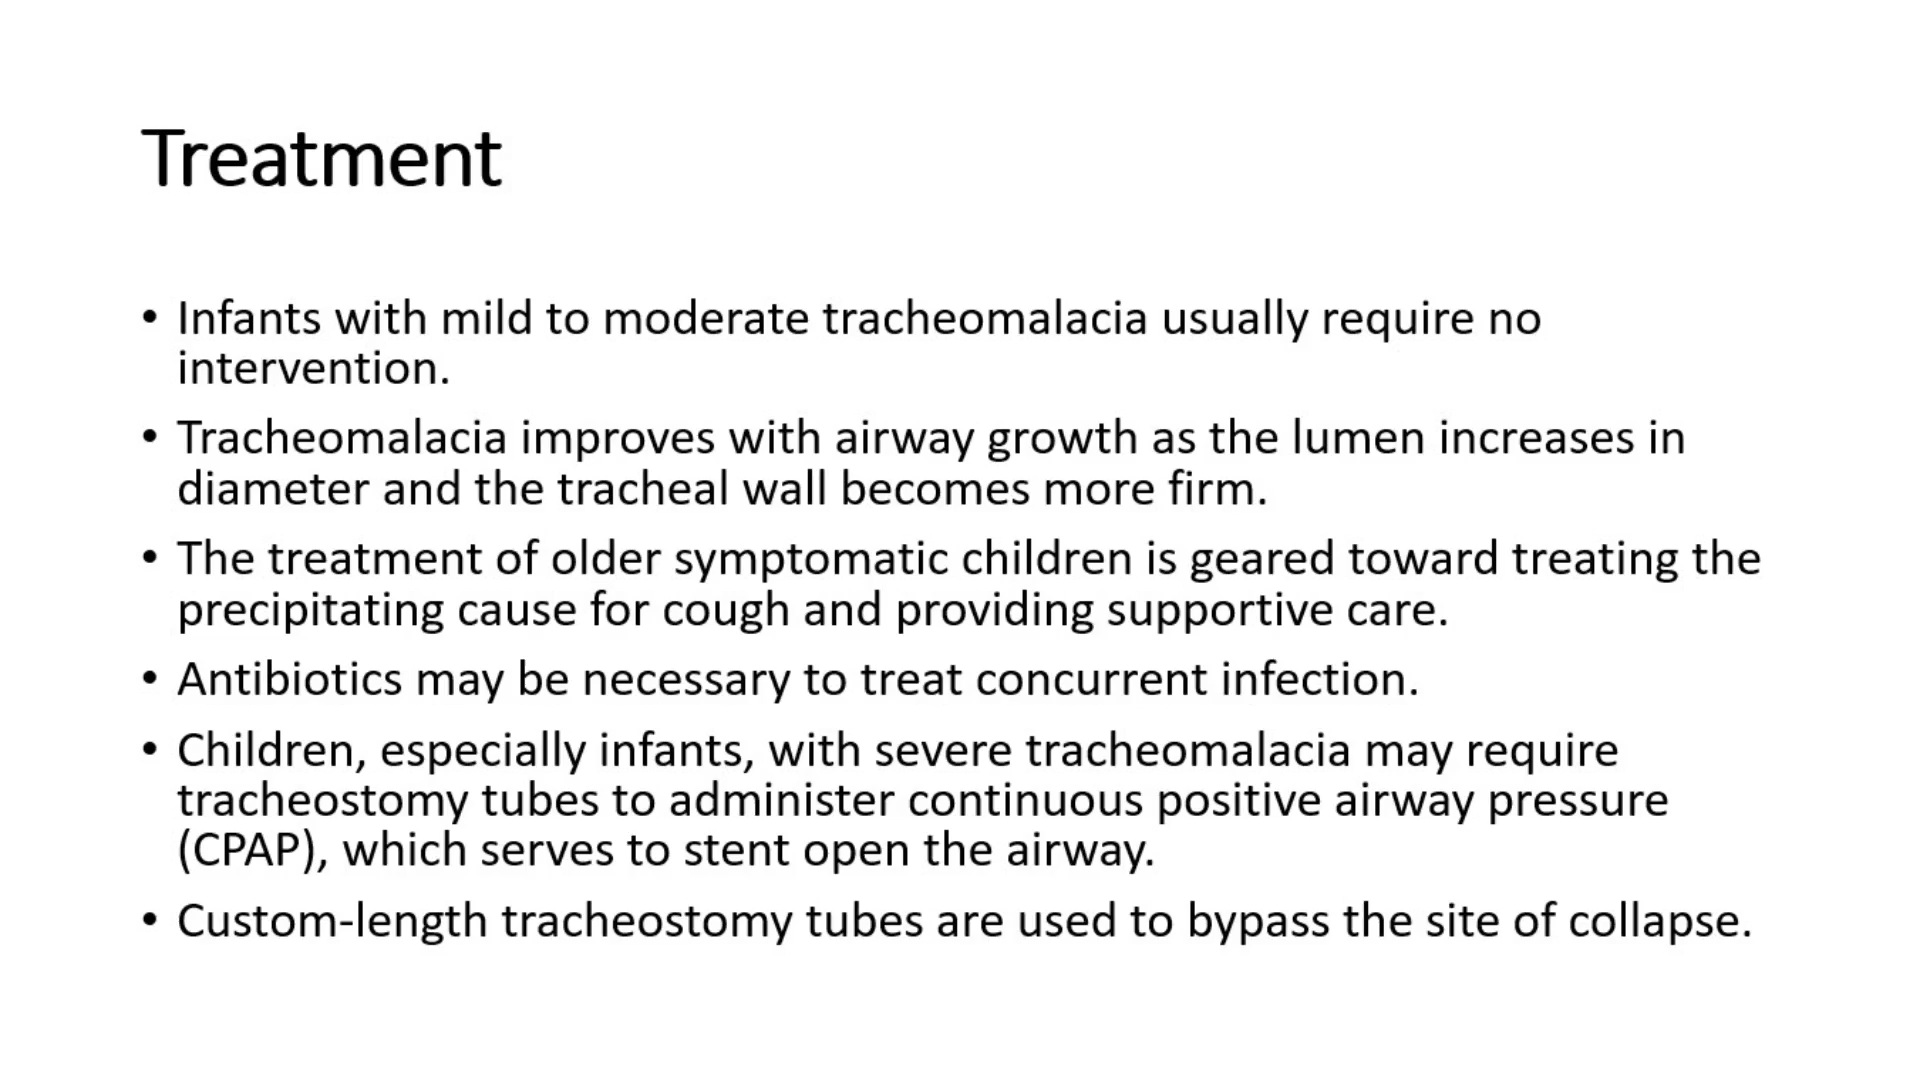 Treatment
• Infants with mild to moderate tracheomalacia usually require no
intervention.
• Tracheomalacia improves with airway growth as the lumen increases in
diameter and the tracheal wall becomes more firm.
• The treatment of older symptomatic children is geared toward treating the
precipitating cause for cough and providing supportive care.
• Antibiotics may be necessary to treat concurrent infection.
• Children, especially infants, with severe tracheomalacia may require
tracheostomy tubes to administer continuous positive airway pressure
(CPAP), which serves to stent open the airway.
• Custom-length tracheostomy tubes are used to bypass the site of collapse.